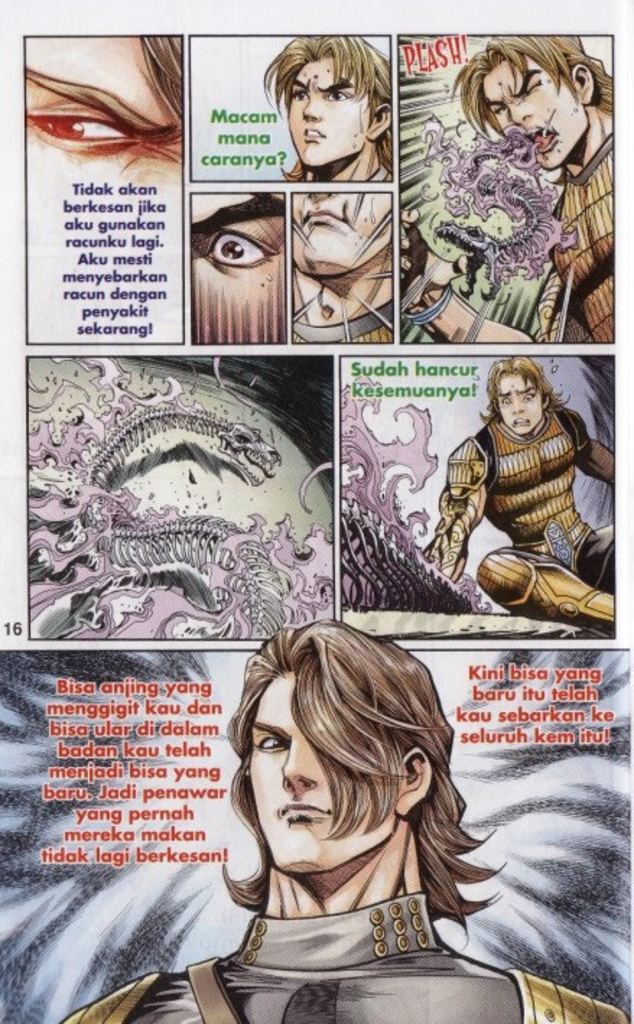 Tidak akan
berkesan jika
aku gunakan
racunku lagi.
Aku mesti
menyebarkan
racun dengan
penyakit
sekarang!
Macam
mana
caranya?
PLASH!
Sudah hancur
kesemuanya!
16
Bisa anjing yang
menggigit kau dan
bisa ular di dalam
badan kau telah
menjadi bisa yang
baru. Jadi penawar
yang pernah
mereka makan
tidak lagi berkesan!
Kini bisa yang
baru itu telah
kau sebarkan ke
seluruh kem itu!